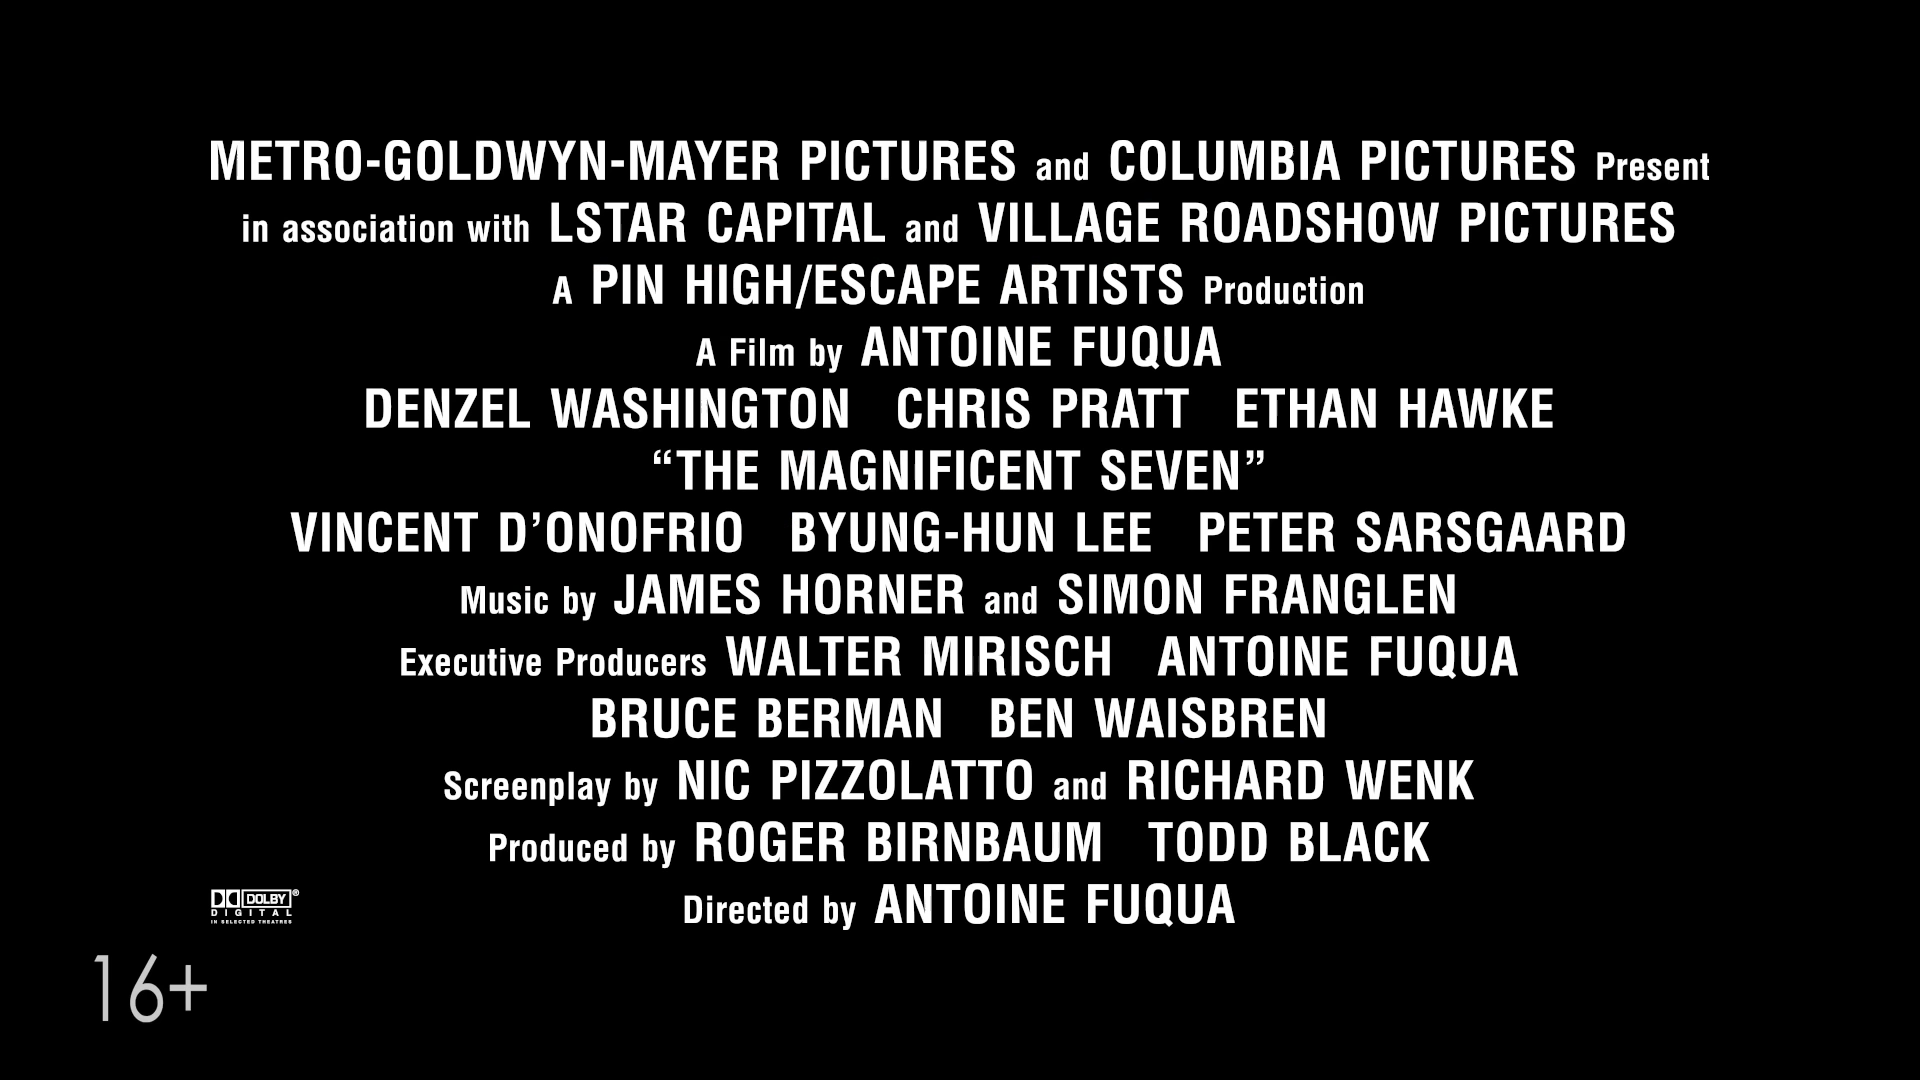 METRO-GOLDWYN-MAYER PICTURES and COLUMBIA PICTURES Present
in association with LSTAR CAPITAL and VILLAGE ROADSHOW PICTURES
A PIN HIGH/ESCAPE ARTISTS Production
A Film by ANTOINE FUQUA
DENZEL WASHINGTON CHRIS PRATT ETHAN HAWKE
“THE MAGNIFICENT SEVEN”
VINCENT D’ONOFRIO BYUNG-HUN LEE PETER SARSGAARD
Music by JAMES HORNER and SIMON FRANGLEN
Executive Producers WALTER MIRISCH ANTOINE FUQUA
BRUCE BERMAN BEN WAISBREN
Screenplay by NIC PIZZOLATTO and RICHARD WENK
Produced by ROGER BIRNBAUM TODD BLACK
Directed by ANTOINE FUQUA
DOLBY®
DIGITAL
IN SELECTED THEATRES
16+